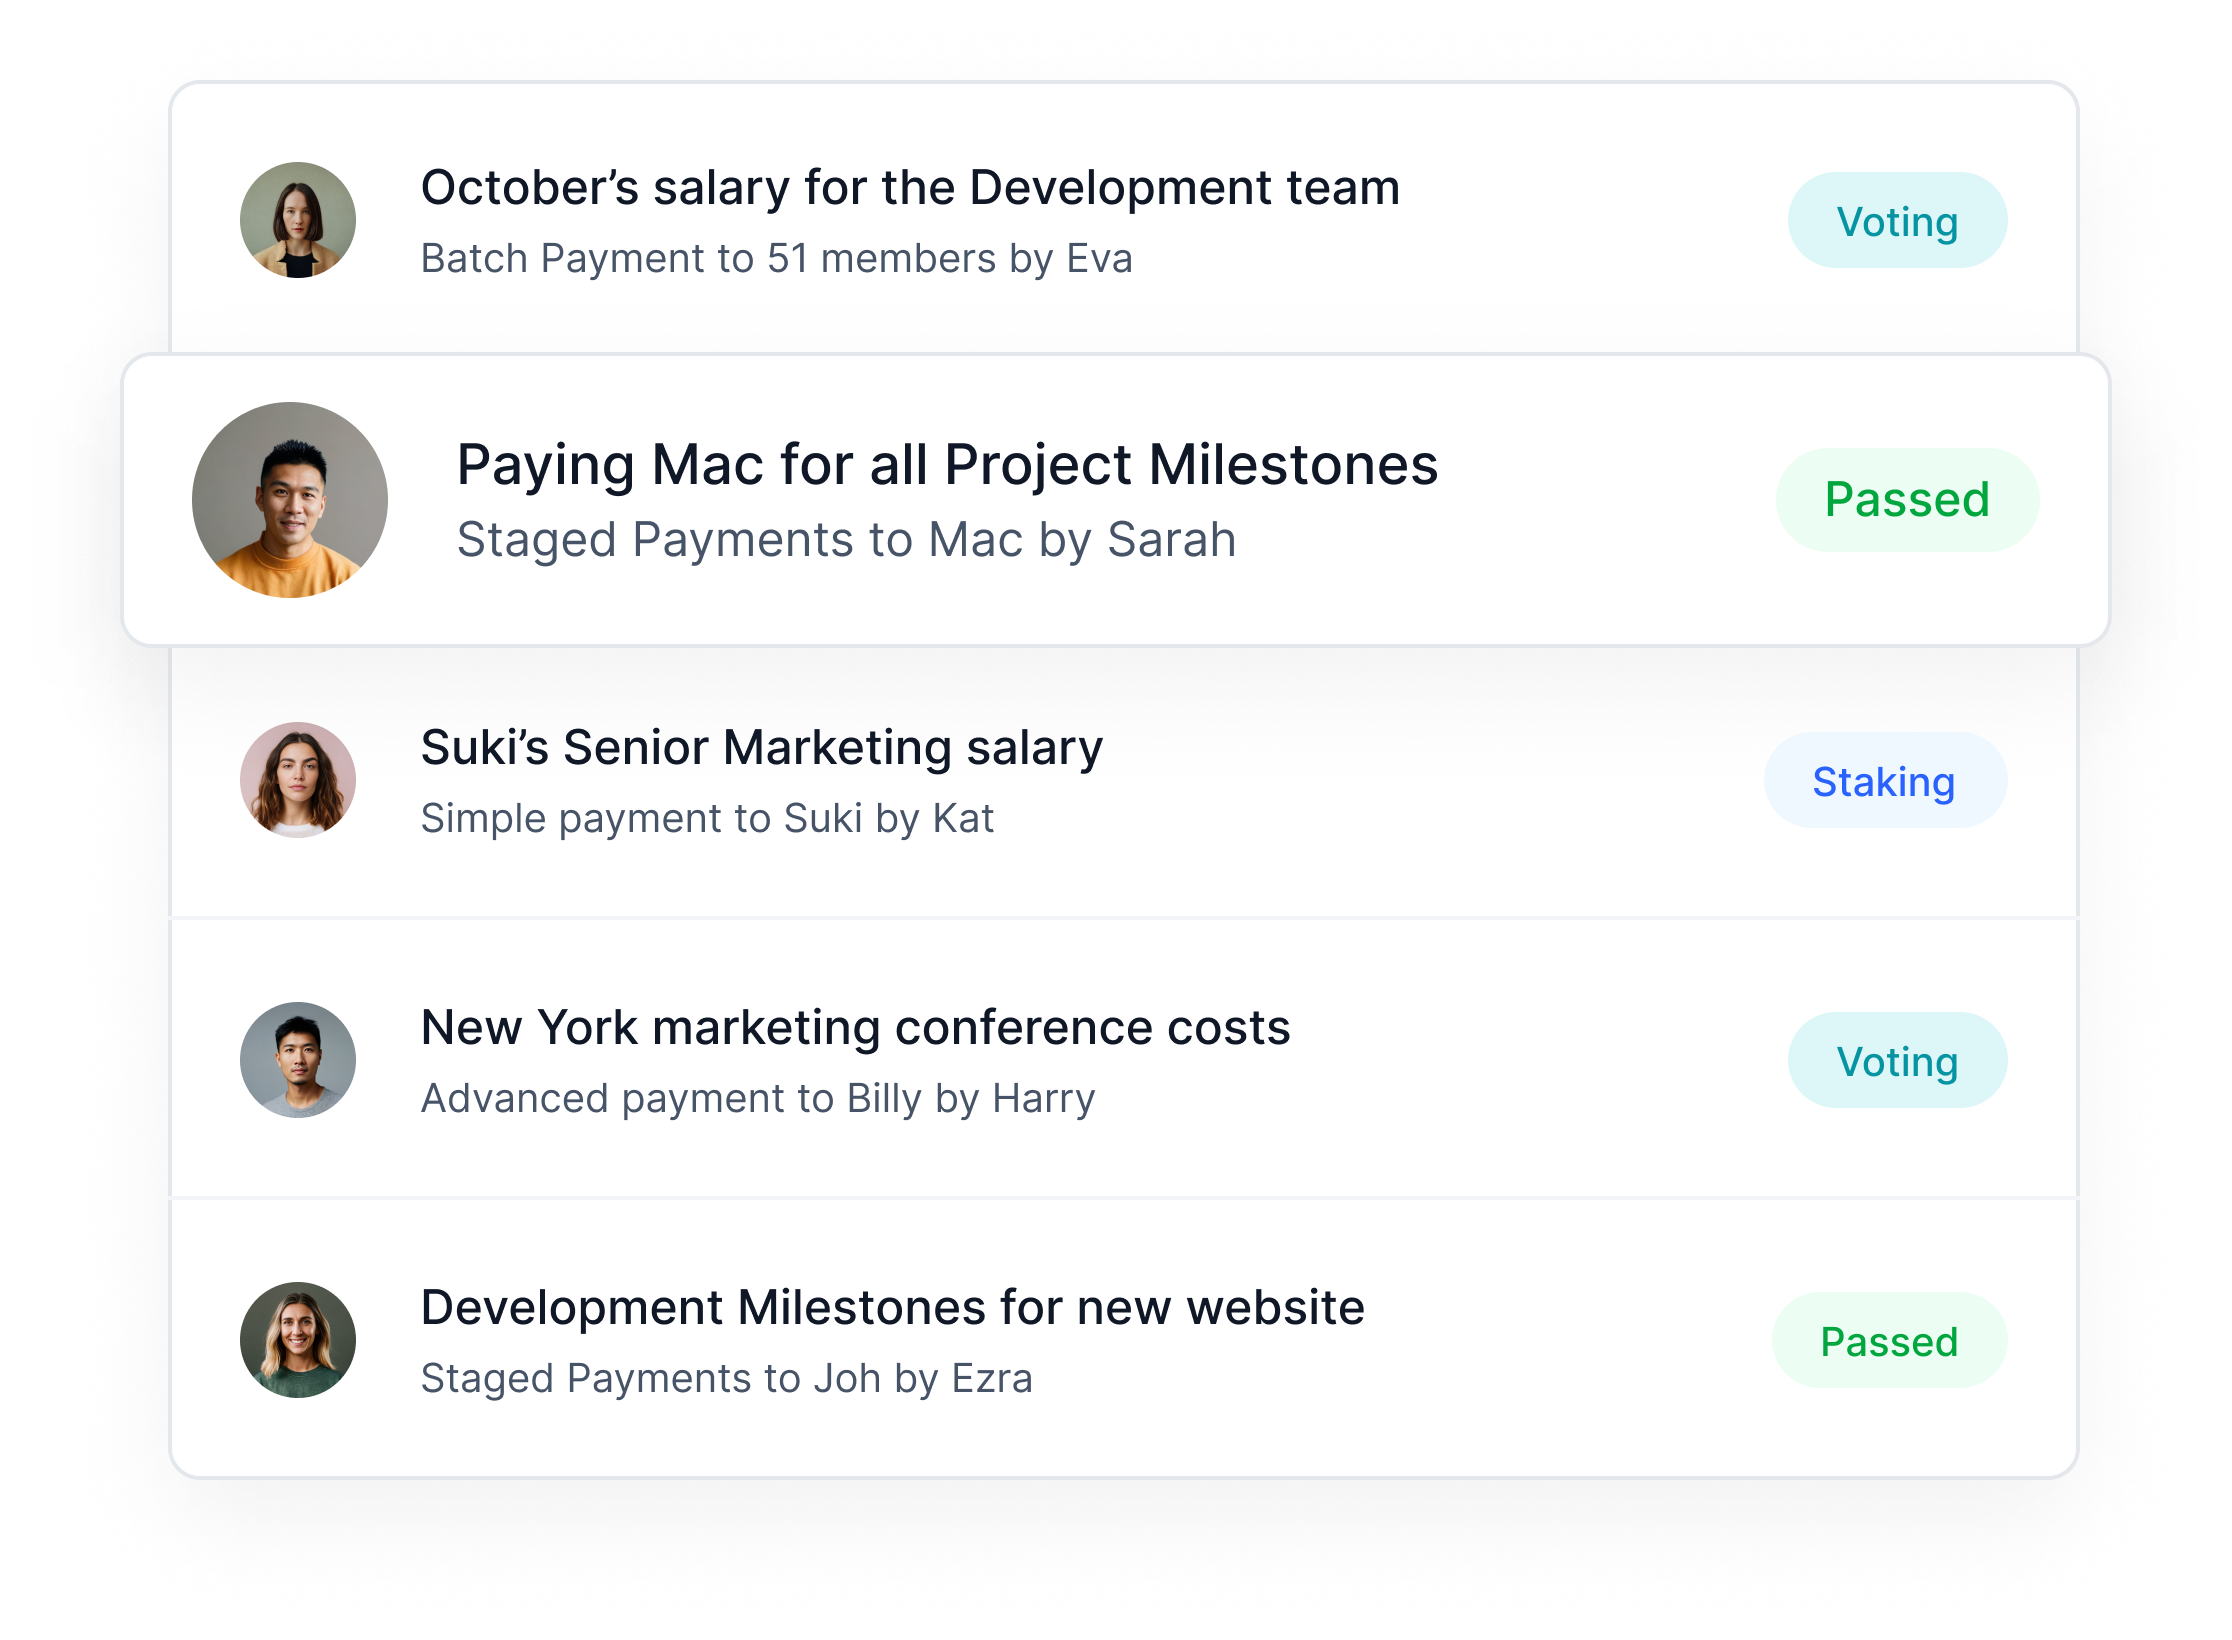 October’s salary for the Development team
Batch Payment to 51 members by Eva
Voting
Paying Mac for all Project Milestones
Staged Payments to Mac by Sarah
Passed
Suki’s Senior Marketing salary
Simple payment to Suki by Kat
Staking
New York marketing conference costs
Advanced payment to Billy by Harry
Voting
Development Milestones for new website
Staged Payments to Joh by Ezra
Passed